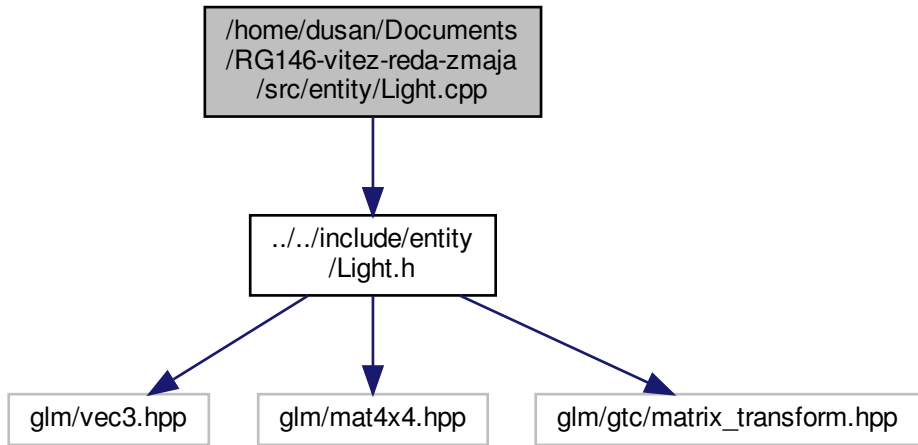 /home/dusan/Documents
/RG146-vitez-reda-zmaja
/src/entity/Light.cpp
../../include/entity
/Light.h
glm/vec3.hpp
glm/mat4x4.hpp
glm/gtc/matrix_transform.hpp